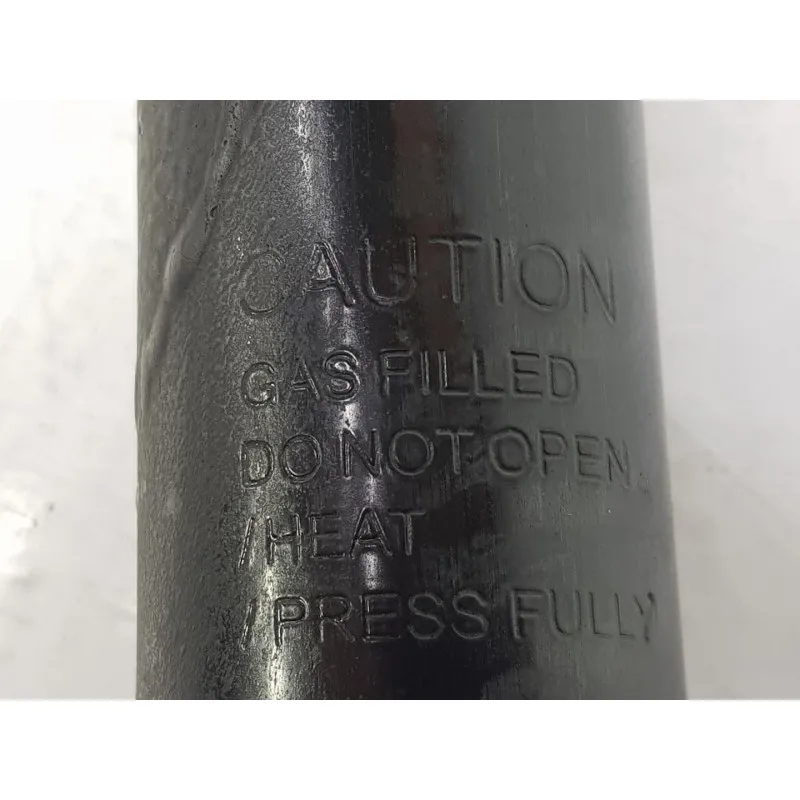 CAUTION
GAS FILLED
DO NOT OPEN
/HEAT
/PRESS FULLY